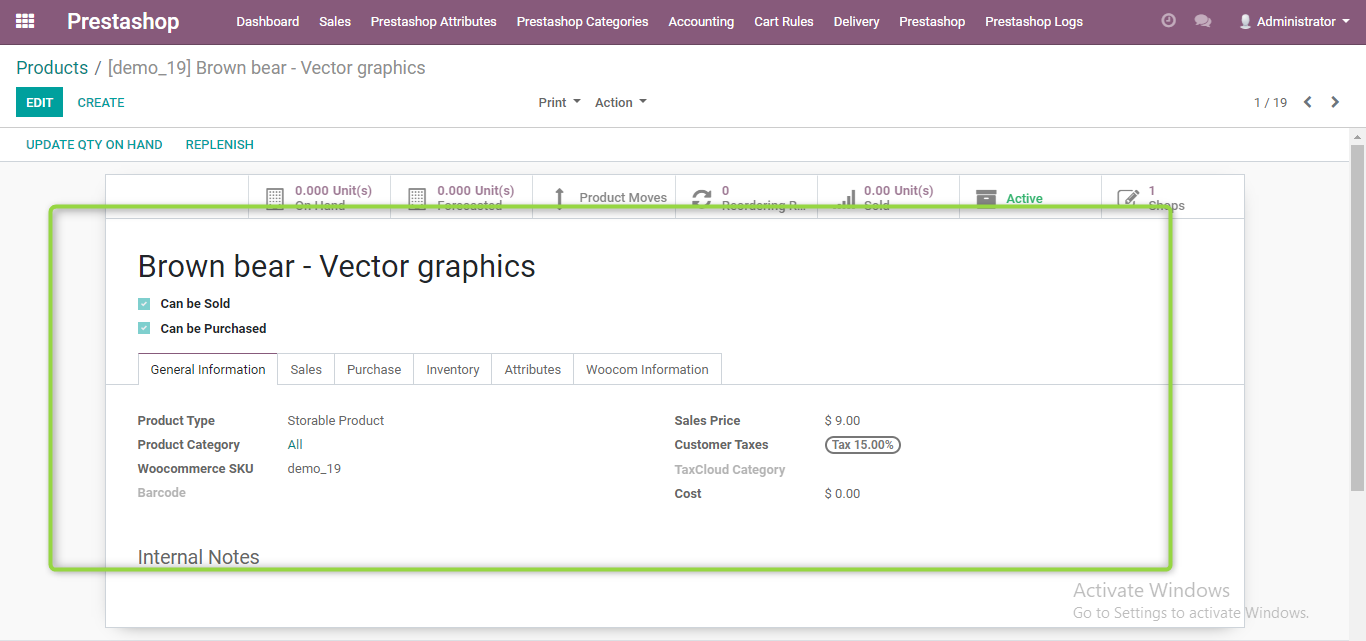 Prestashop Dashboard Sales Prestashop Attributes Prestashop Categories Accounting Cart Rules Delivery Prestashop Prestashop Logs Administrator
Products / [demo_19] Brown bear - Vector graphics
EDIT CREATE Print Action 1 / 19
UPDATE QTY ON HAND REPLENISH
0.000 Unit(s) 0.000 Unit(s) Product Moves 0 0.00 Unit(s) Active 1
On Hand Forecasted Reordering R... Sold Shops
Brown bear - Vector graphics
Can be Sold
Can be Purchased
General Information Sales Purchase Inventory Attributes Woocom Information
Product Type Storable Product Sales Price $ 9.00
Product Category All Customer Taxes Tax 15.00%
Woocommerce SKU demo_19 TaxCloud Category
Barcode Cost $ 0.00
Internal Notes
Activate Windows
Go to Settings to activate Windows.